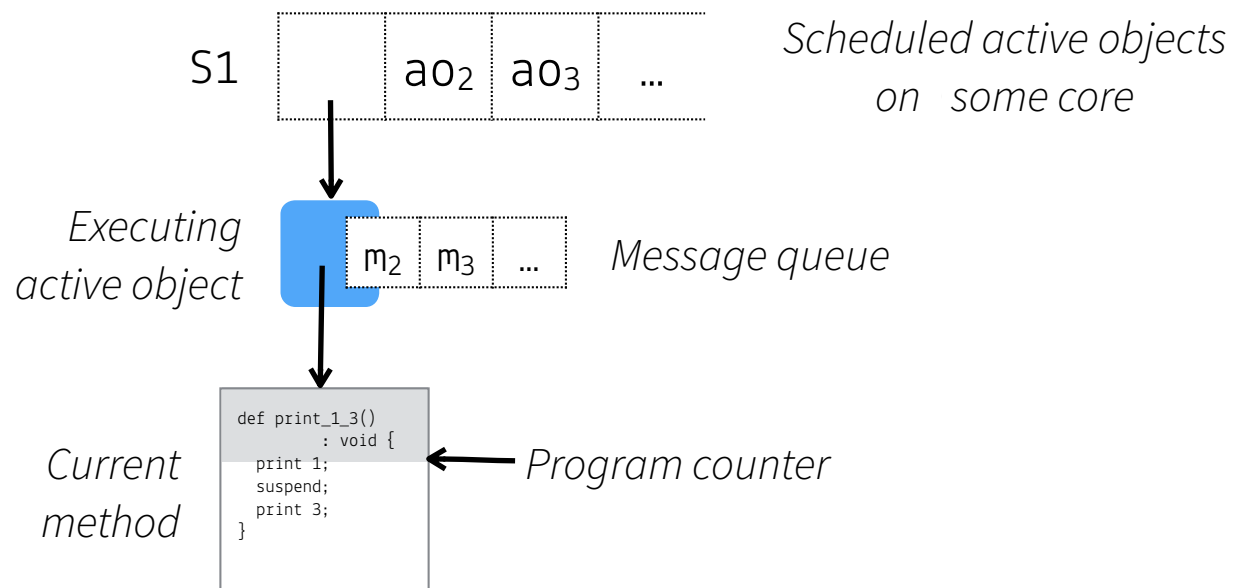 S1
ao₂ ao₃ ...
Scheduled active objects
on some core
Executing
active object
m₂ m₃ ...
Message queue
def print_1_3()
: void {
print 1;
suspend;
print 3;
}
Current
method
Program counter